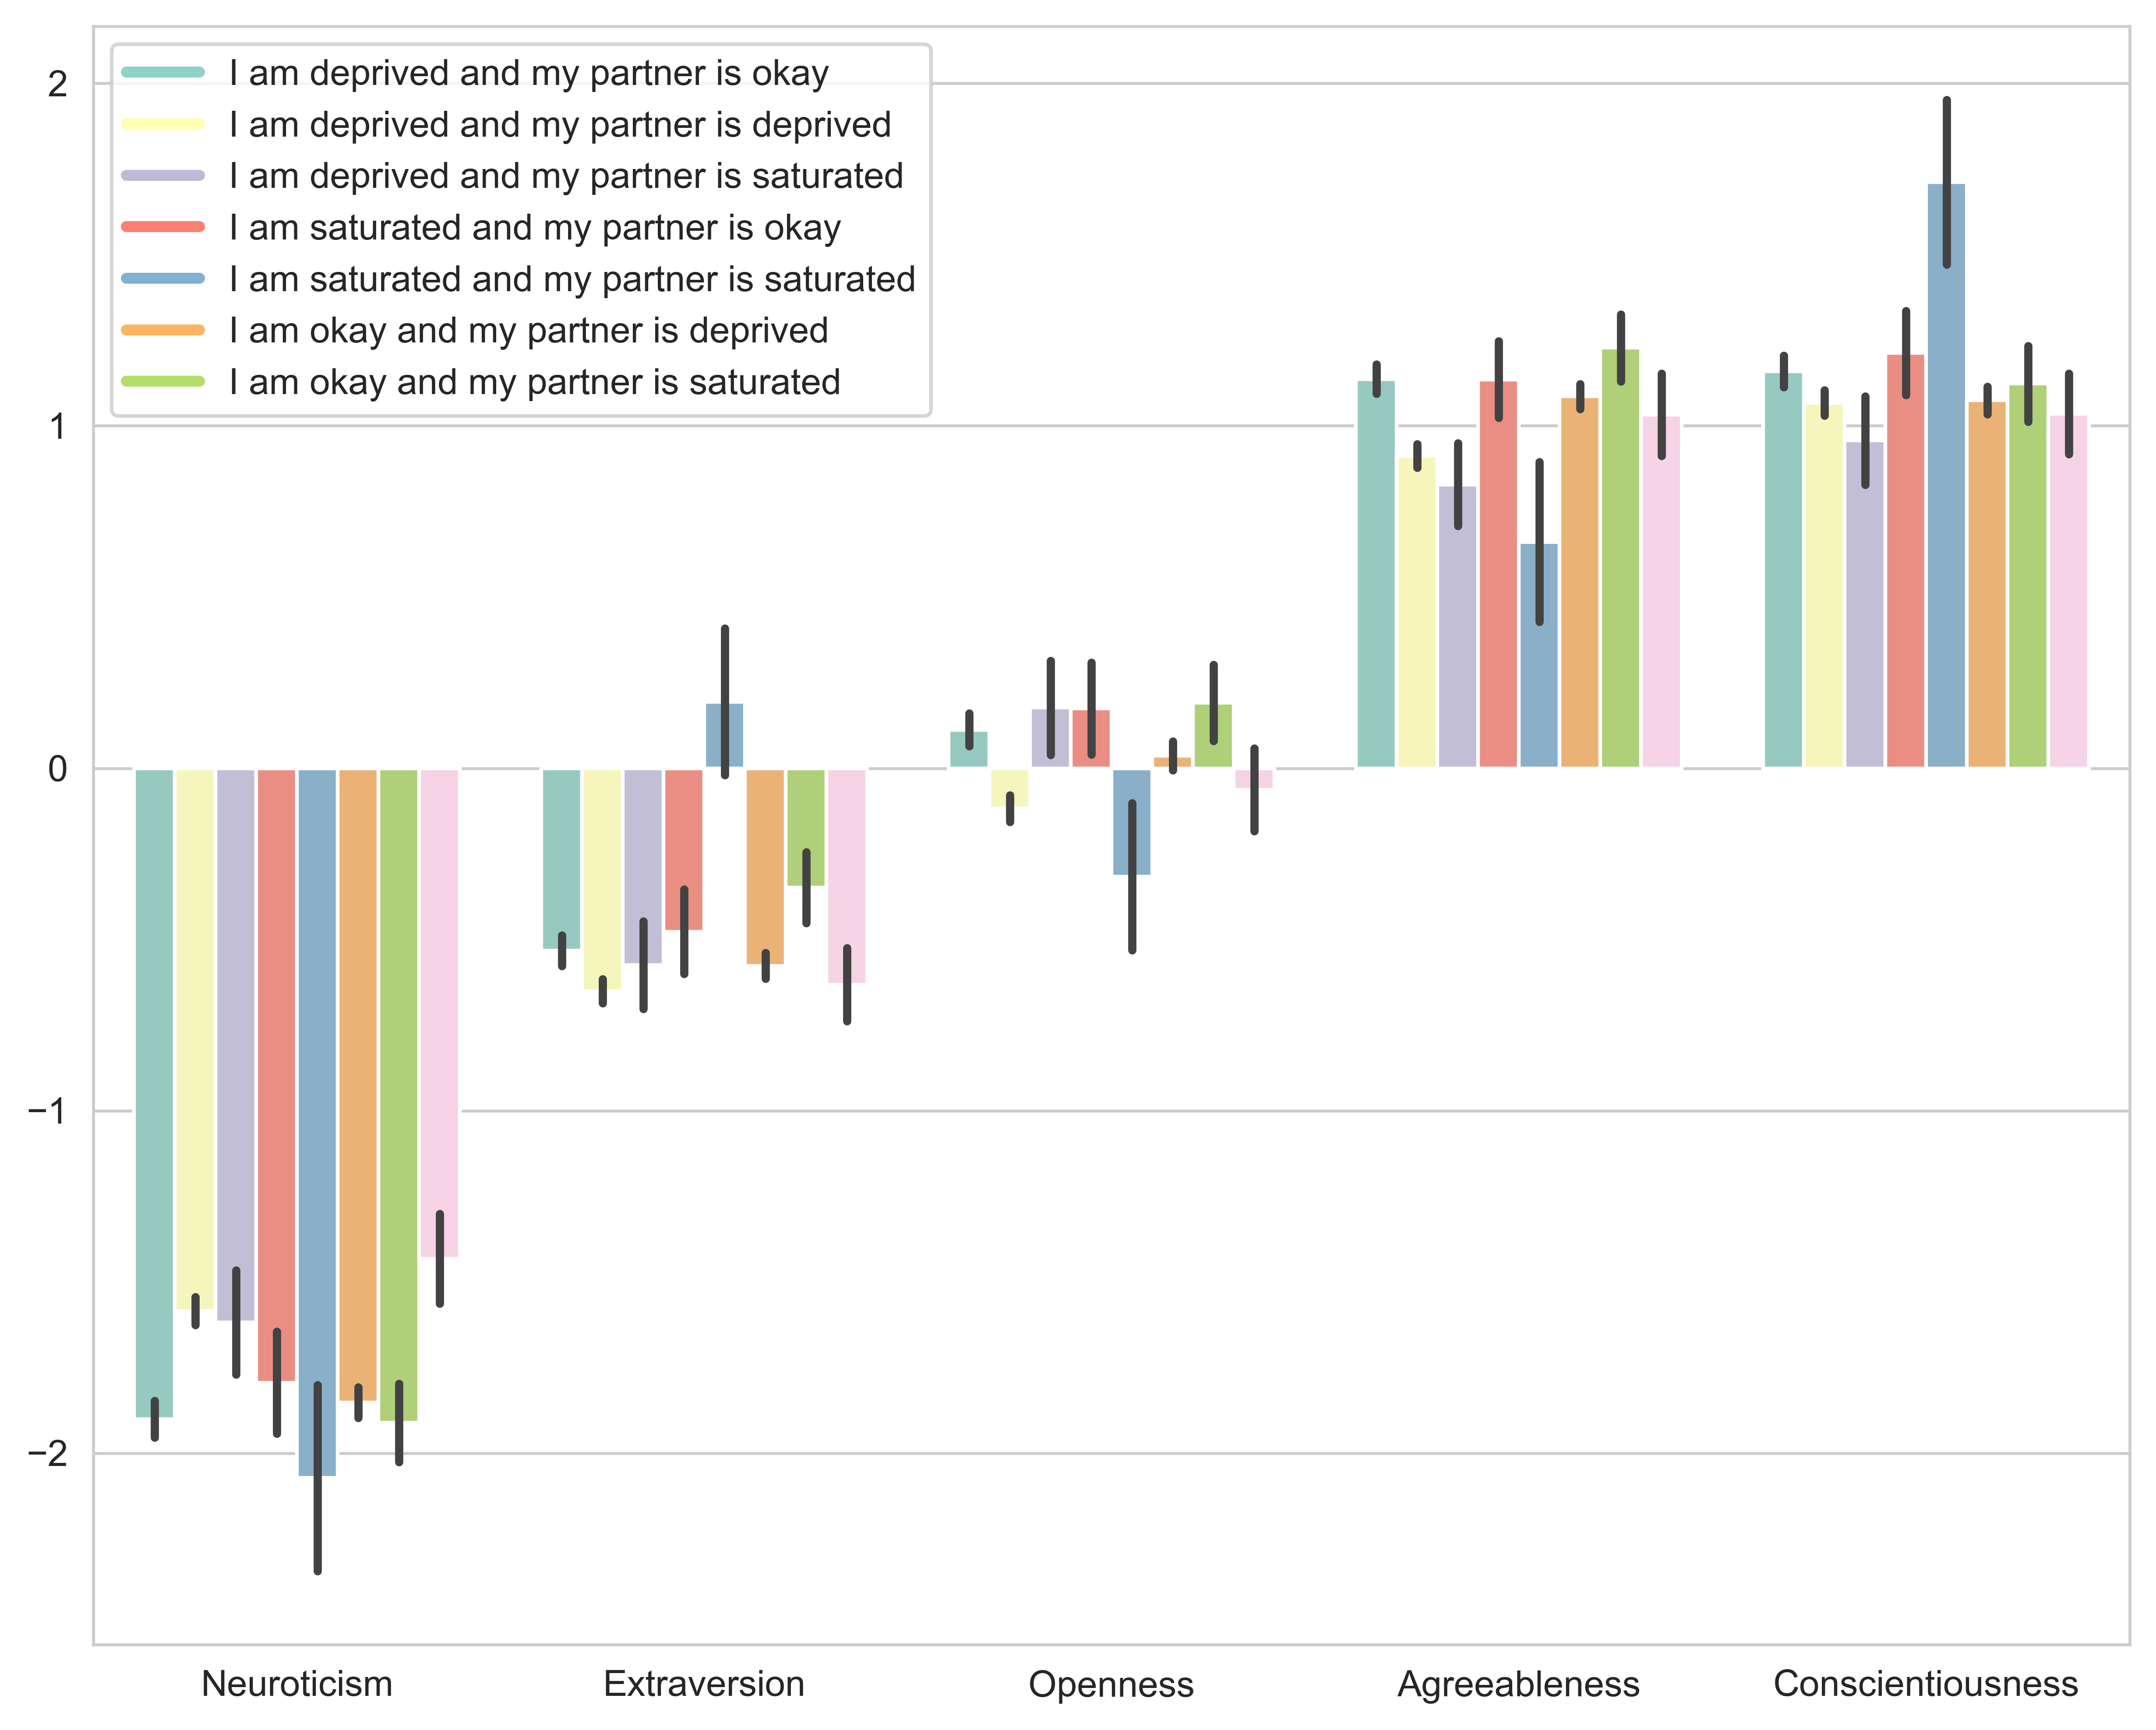 I am deprived and my partner is okay
I am deprived and my partner is deprived
I am deprived and my partner is saturated
I am saturated and my partner is okay
I am saturated and my partner is saturated
I am okay and my partner is deprived
I am okay and my partner is saturated
2
1
0
−1
−2
Neuroticism
Extraversion
Openness
Agreeableness
Conscientiousness